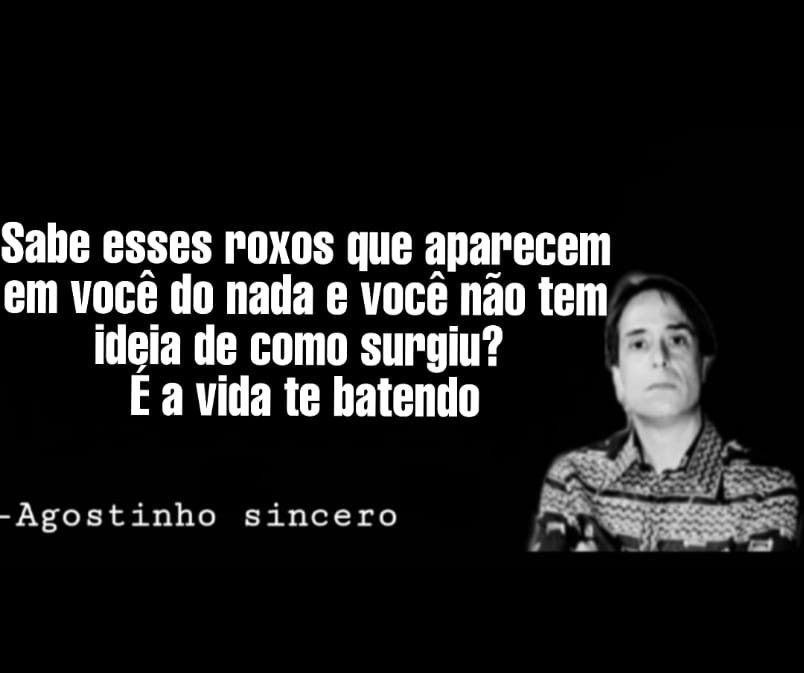 Sabe esses roxos que aparecem
em você do nada e você não tem
ideia de como surgiu?
É a vida te batendo
-Agostinho sincero